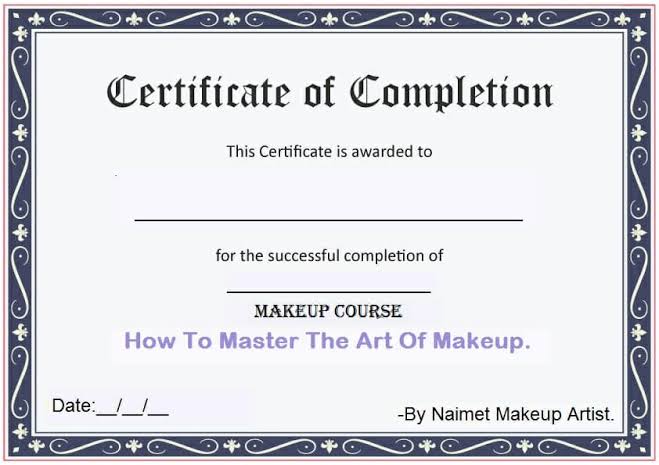 Certificate of Completion
This Certificate is awarded to
for the successful completion of
MAKEUP COURSE
How To Master The Art Of Makeup.
Date:__/__/__
-By Naimet Makeup Artist.